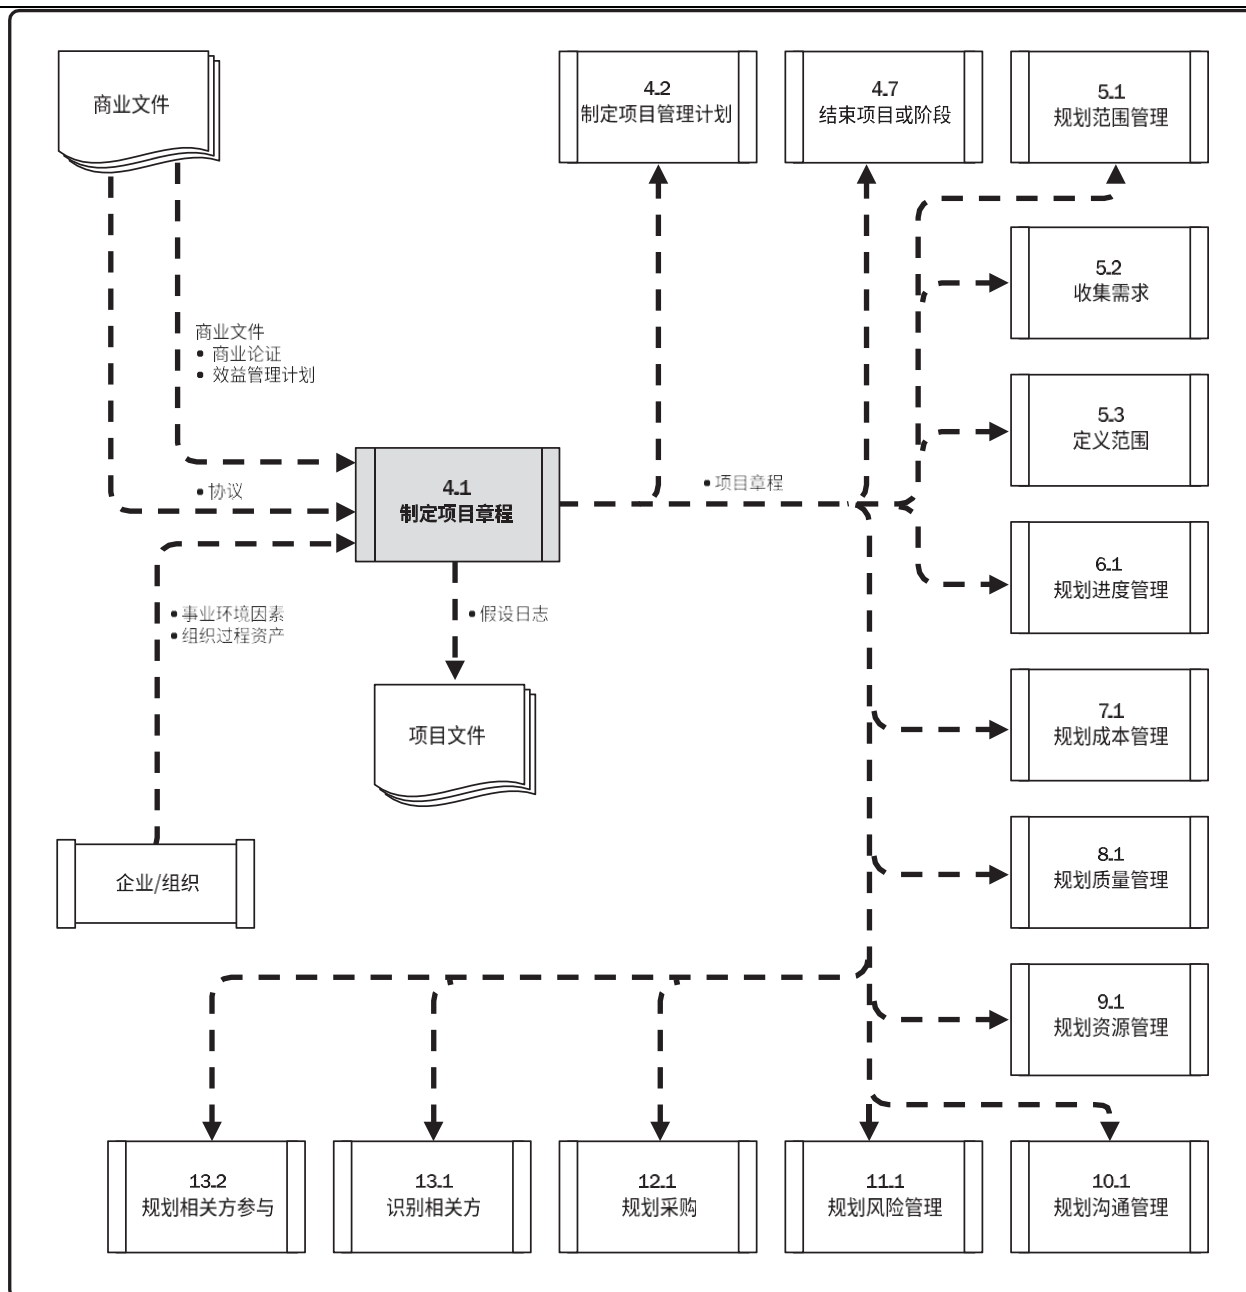 商业文件
4.2
制定项目管理计划
4.7
结束项目或阶段
5.1
规划范围管理
5.2
收集需求
商业文件
• 商业论证
• 效益管理计划
5.3
定义范围
• 协议
4.1
制定项目章程
• 项目章程
6.1
规划进度管理
• 事业环境因素
• 组织过程资产
• 假设日志
项目文件
7.1
规划成本管理
企业/组织
8.1
规划质量管理
9.1
规划资源管理
13.2
规划相关方参与
13.1
识别相关方
12.1
规划采购
11.1
规划风险管理
10.1
规划沟通管理